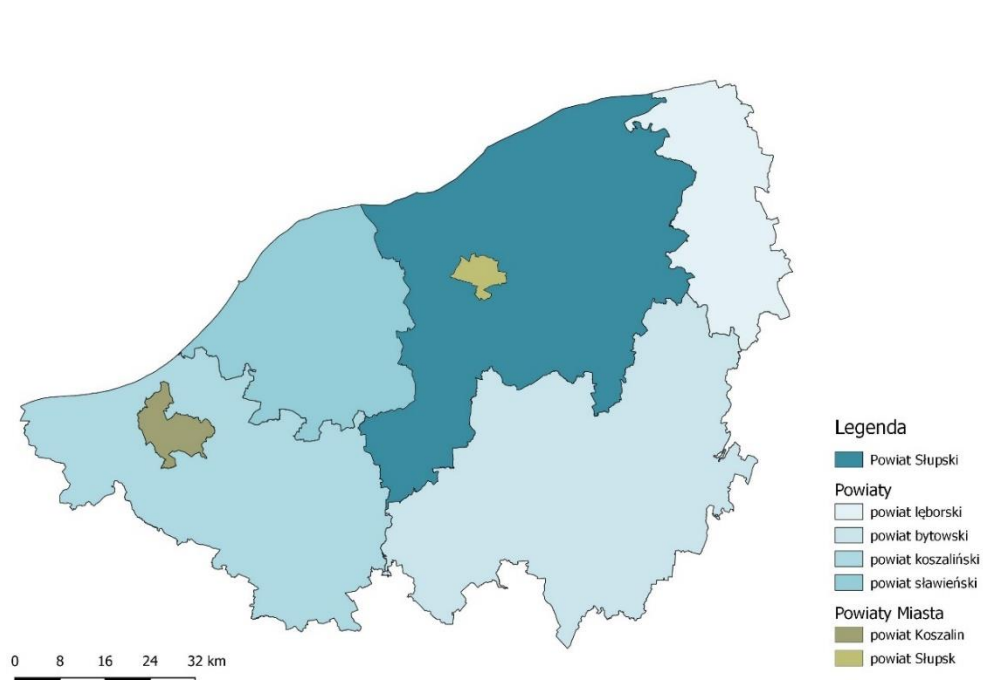 Legenda
Powiat Słupski
Powiaty
powiat lęborski
powiat bytowski
powiat koszaliński
powiat sławieński
Powiaty Miasta
powiat Koszalin
powiat Słupsk
0 8 16 24 32 km